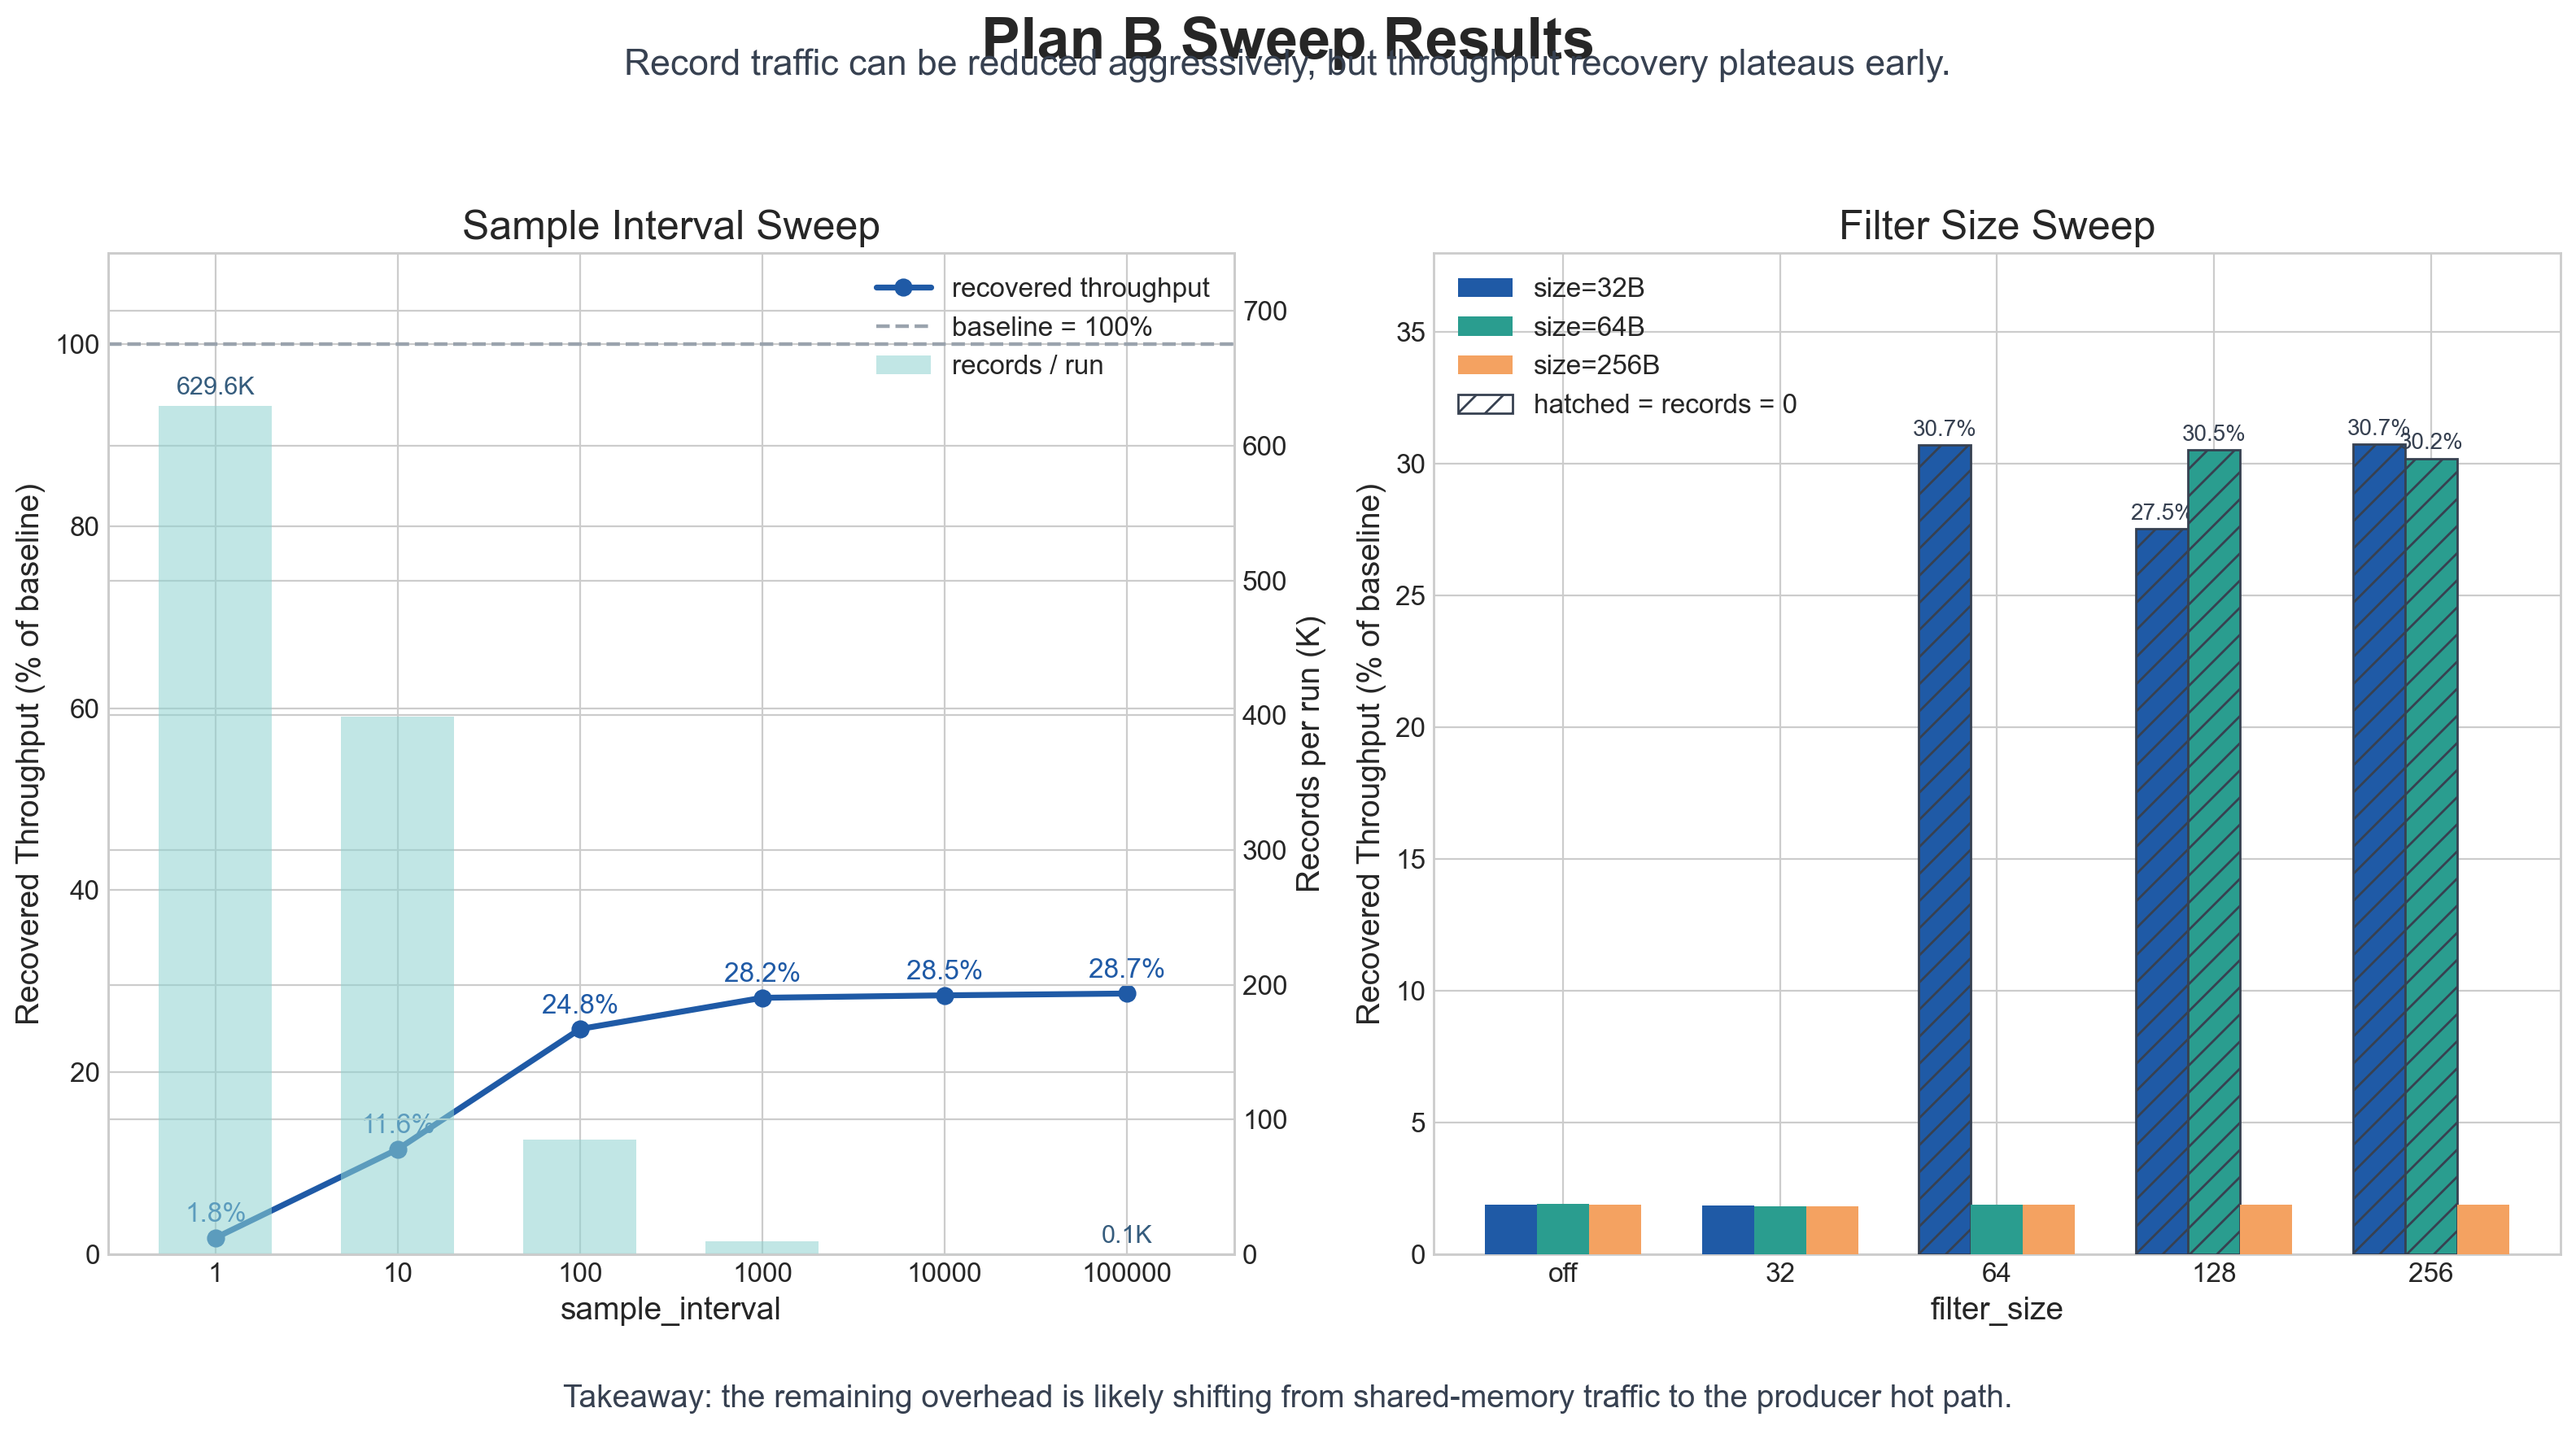 Plan B Sweep Results
Record traffic can be reduced aggressively, but throughput recovery plateaus early.
Sample Interval Sweep
recovered throughput
baseline = 100%
records / run
Recovered Throughput (% of baseline)
100
80
60
40
20
0
629.6K
1.8%
11.6%
24.8%
28.2%
28.5%
28.7%
0.1K
700
600
500
400
300
200
100
0
Records per run (K)
1 10 100 1000 10000 100000
sample_interval
Filter Size Sweep
size=32B
size=64B
size=256B
hatched = records = 0
Recovered Throughput (% of baseline)
35
30
25
20
15
10
5
0
30.7%
27.5%
30.5%
30.7%
30.2%
off 32 64 128 256
filter_size
Takeaway: the remaining overhead is likely shifting from shared-memory traffic to the producer hot path.